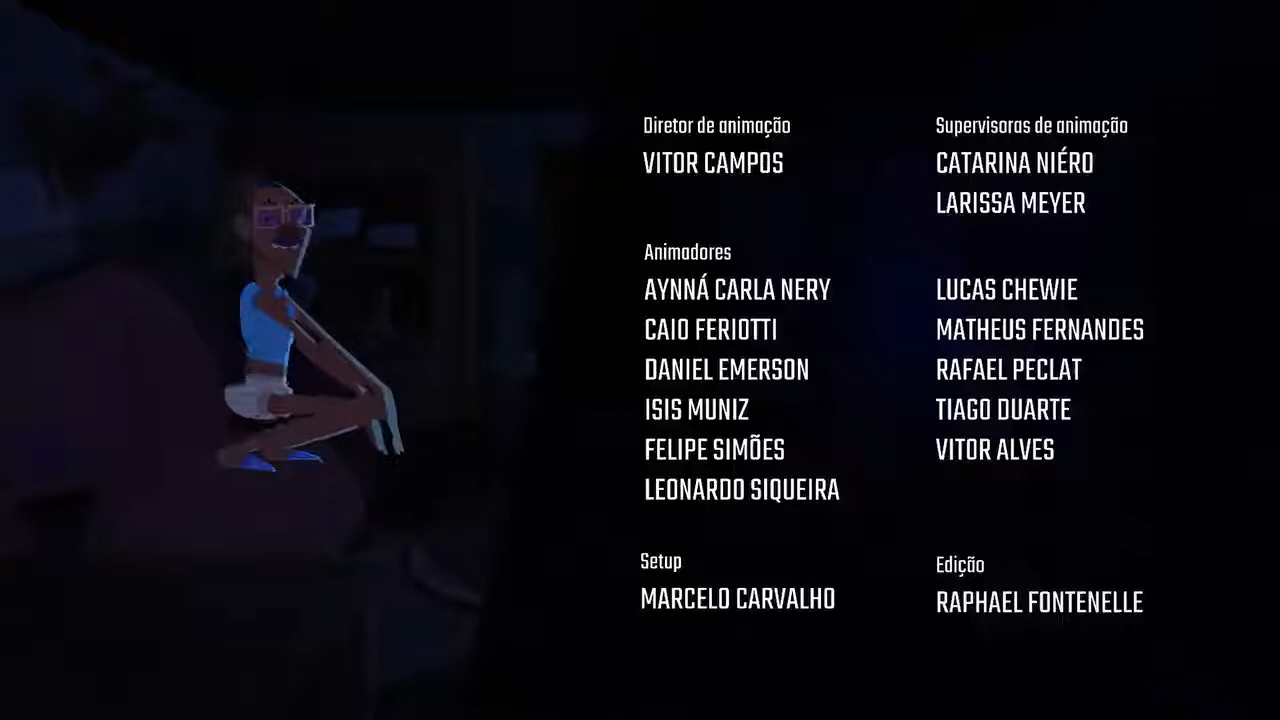 Diretor de animação
VITOR CAMPOS
Supervisoras de animação
CATARINA NIÉRO
LARISSA MEYER
Animadores
AYNNÁ CARLA NERY
CAIO FERIOTTI
DANIEL EMERSON
ISIS MUNIZ
FELIPE SIMÕES
LEONARDO SIQUEIRA
LUCAS CHEWIE
MATHEUS FERNANDES
RAFAEL PECLAT
TIAGO DUARTE
VITOR ALVES
Setup
MARCELO CARVALHO
Edição
RAPHAEL FONTENELLE